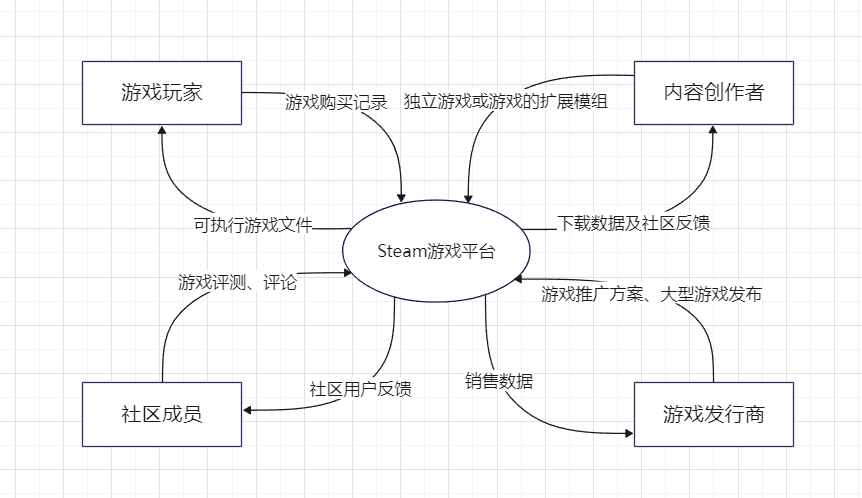 游戏玩家
内容创作者
游戏购买记录
独立游戏或游戏的扩展模组
可执行游戏文件
下载数据及社区反馈
Steam游戏平台
游戏评测、评论
游戏推广方案、大型游戏发布
社区用户反馈
销售数据
社区成员
游戏发行商